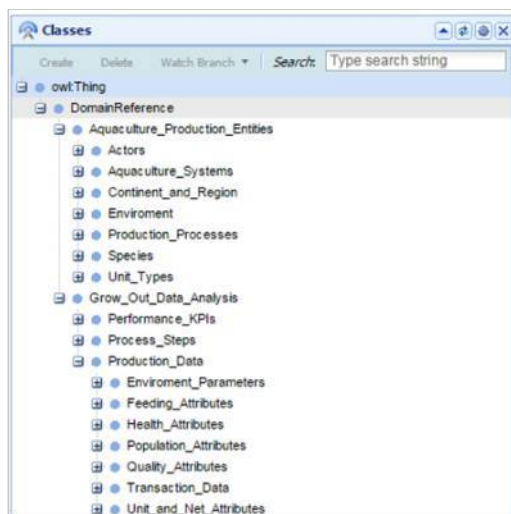 Classes
Create Delete Watch Branch Search: Type search string
owl:Thing
DomainReference
Aquaculture_Production_Entities
Actors
Aquaculture_Systems
Continent_and_Region
Enviroment
Production_Processes
Species
Unit_Types
Grow_Out_Data_Analysis
Performance_KPIs
Process_Steps
Production_Data
Enviroment_Parameters
Feeding_Attributes
Health_Attributes
Population_Attributes
Quality_Attributes
Transaction_Data
Unit_and_Net_Attributes